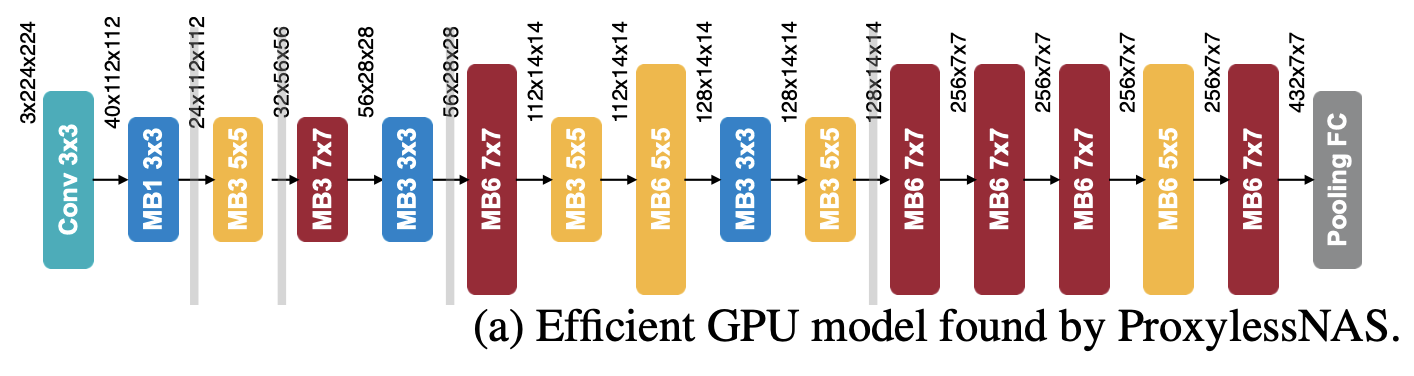 3x224x224
Conv 3x3
40x112x112
MB1 3x3
24x112x112
MB3 5x5
32x56x56
MB3 7x7
56x28x28
MB3 3x3
56x28x28
MB6 7x7
112x14x14
MB3 5x5
112x14x14
MB6 5x5
128x14x14
MB3 3x3
128x14x14
MB3 5x5
128x14x14
MB6 7x7
256x7x7
MB6 7x7
256x7x7
MB6 7x7
256x7x7
MB6 5x5
256x7x7
MB6 7x7
432x7x7
Pooling FC
(a) Efficient GPU model found by ProxylessNAS.